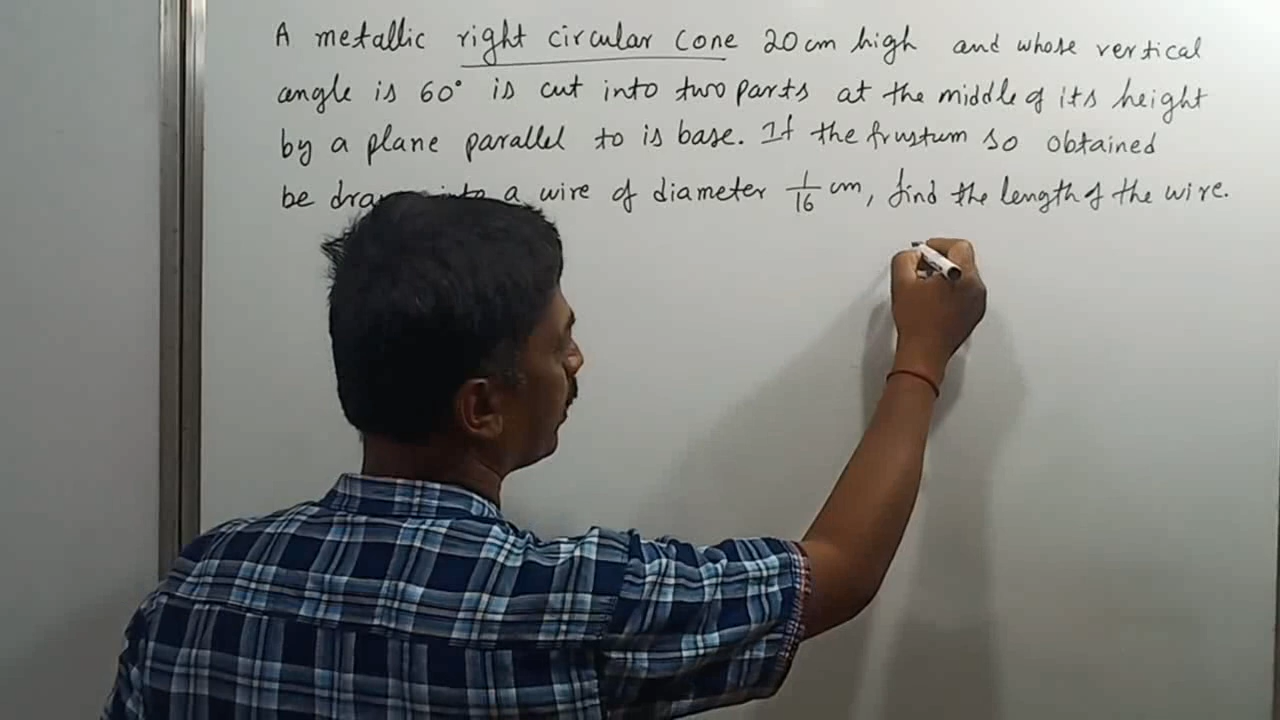 A metallic right circular cone 20 cm high and whose vertical
angle is 60° is cut into two parts at the middle of its height
by a plane parallel to is base. If the frustum so obtained
be a wire of diameter 1/16 cm, find the length of the wire.